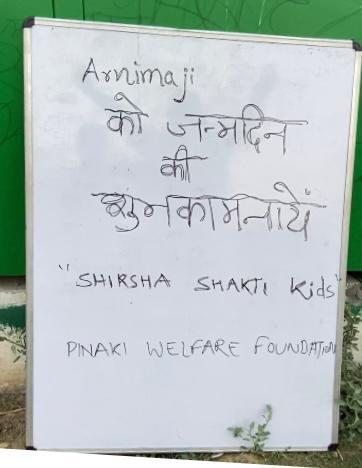 Arnimaji
को जन्मदिन
की
शुभकामनायें
"SHIRSHA SHAKTI Kids"
PINAKI WELFARE FOUNDATION